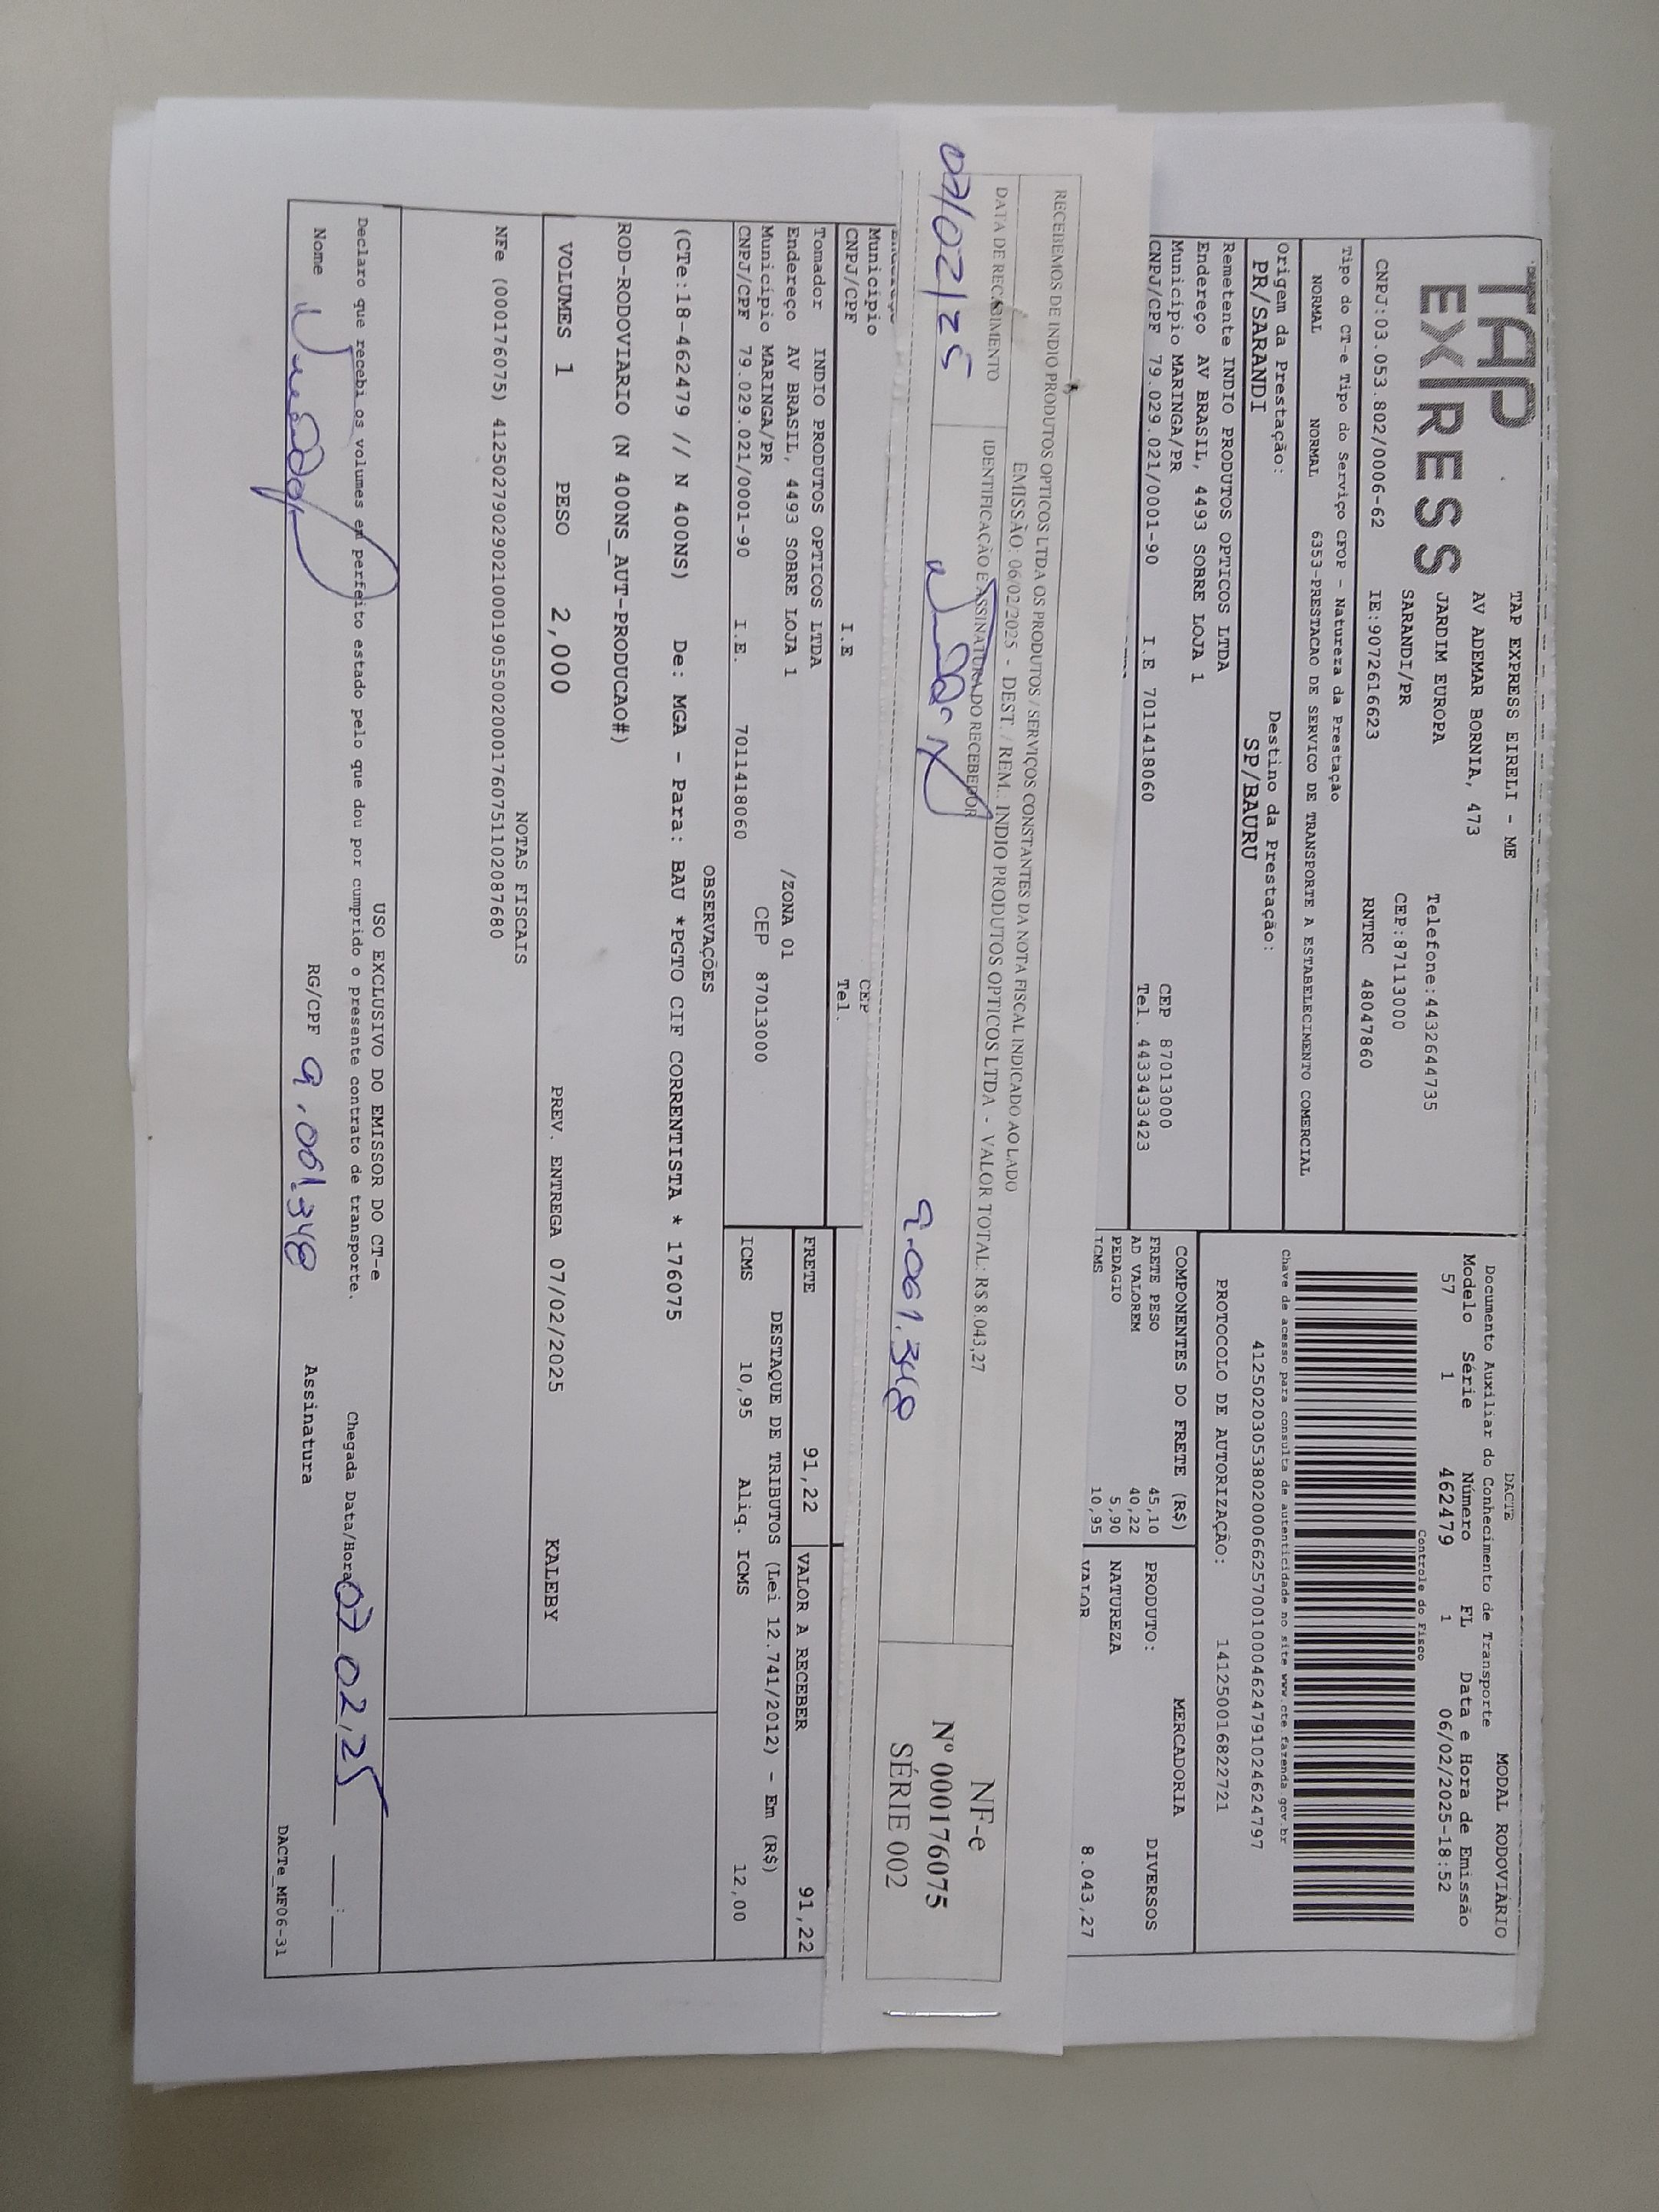 TAP EXPRESS
TAP EXPRESS EIRELI - ME
AV ADEMAR BORNIA, 473
JARDIM EUROPA
SARANDI/PR
Telefone:4432644735
CEP:87113000
CNPJ:03.053.802/0006-62 IE:9072616623 RNTRC 48047860
DACTE
Documento Auxiliar do Conhecimento de Transporte
MODAL RODOVIÁRIO
Modelo Série Número FL Data e Hora de Emissão
57 1 462479 1 06/02/2025-18:52
Controle do Fisco
Chave de acesso para consulta de autenticidade no site www.cte.fazenda.gov.br
41250203053802000662570010004624791024624797
PROTOCOLO DE AUTORIZAÇÃO: 141250016822721
Tipo do CT-e Tipo do Serviço CFOP - Natureza da Prestação
NORMAL NORMAL 6353-PRESTACAO DE SERVICO DE TRANSPORTE A ESTABELECIMENTO COMERCIAL
Origem da Prestação: Destino da Prestação:
PR/SARANDI SP/BAURU
Remetente INDIO PRODUTOS OPTICOS LTDA
Endereço AV BRASIL, 4493 SOBRE LOJA 1
Município MARINGA/PR CEP 87013000
CNPJ/CPF 79.029.021/0001-90 I.E 7011418060 Tel. 4433433423
COMPONENTES DO FRETE (R$)
FRETE PESO 45,10
AD VALOREM 40,22
PEDAGIO 5,90
ICMS 10,95
MERCADORIA
PRODUTO: DIVERSOS
NATUREZA
VALOR 8.043,27
RECEBEMOS DE INDIO PRODUTOS OPTICOS LTDA OS PRODUTOS / SERVIÇOS CONSTANTES DA NOTA FISCAL INDICADO AO LADO
EMISSÃO: 06/02/2025 - DEST. / REM.: INDIO PRODUTOS OPTICOS LTDA - VALOR TOTAL: R$ 8.043,27
DATA DE RECEBIMENTO IDENTIFICAÇÃO E ASSINATURA DO RECEBEDOR
07/02/25 9.061.348
NF-e
Nº 000176075
SÉRIE 002
Município CEP
CNPJ/CPF I.E Tel.
Tomador INDIO PRODUTOS OPTICOS LTDA
Endereço AV BRASIL, 4493 SOBRE LOJA 1 /ZONA 01
Município MARINGA/PR CEP 87013000
CNPJ/CPF 79.029.021/0001-90 I.E. 7011418060
FRETE 91,22 VALOR A RECEBER 91,22
DESTAQUE DE TRIBUTOS (Lei 12.741/2012) - Em (R$)
ICMS 10,95 Aliq. ICMS 12,00
OBSERVAÇÕES
(CTe:18-462479 // N 400NS) De: MGA - Para: BAU *PGTO CIF CORRENTISTA * 176075
ROD-RODOVIARIO (N 400NS_AUT-PRODUCAO#)
VOLUMES 1 PESO 2,000 PREV. ENTREGA 07/02/2025 KALEBY
NOTAS FISCAIS
NFe (000176075) 41250279029021000190550020001760751102087680
USO EXCLUSIVO DO EMISSOR DO CT-e
Declaro que recebi os volumes em perfeito estado pelo que dou por cumprido o presente contrato de transporte. Chegada Data/Hora 07 02,25 __:__
Nome RG/CPF 9.061.348 Assinatura
DACTe_MF06-31